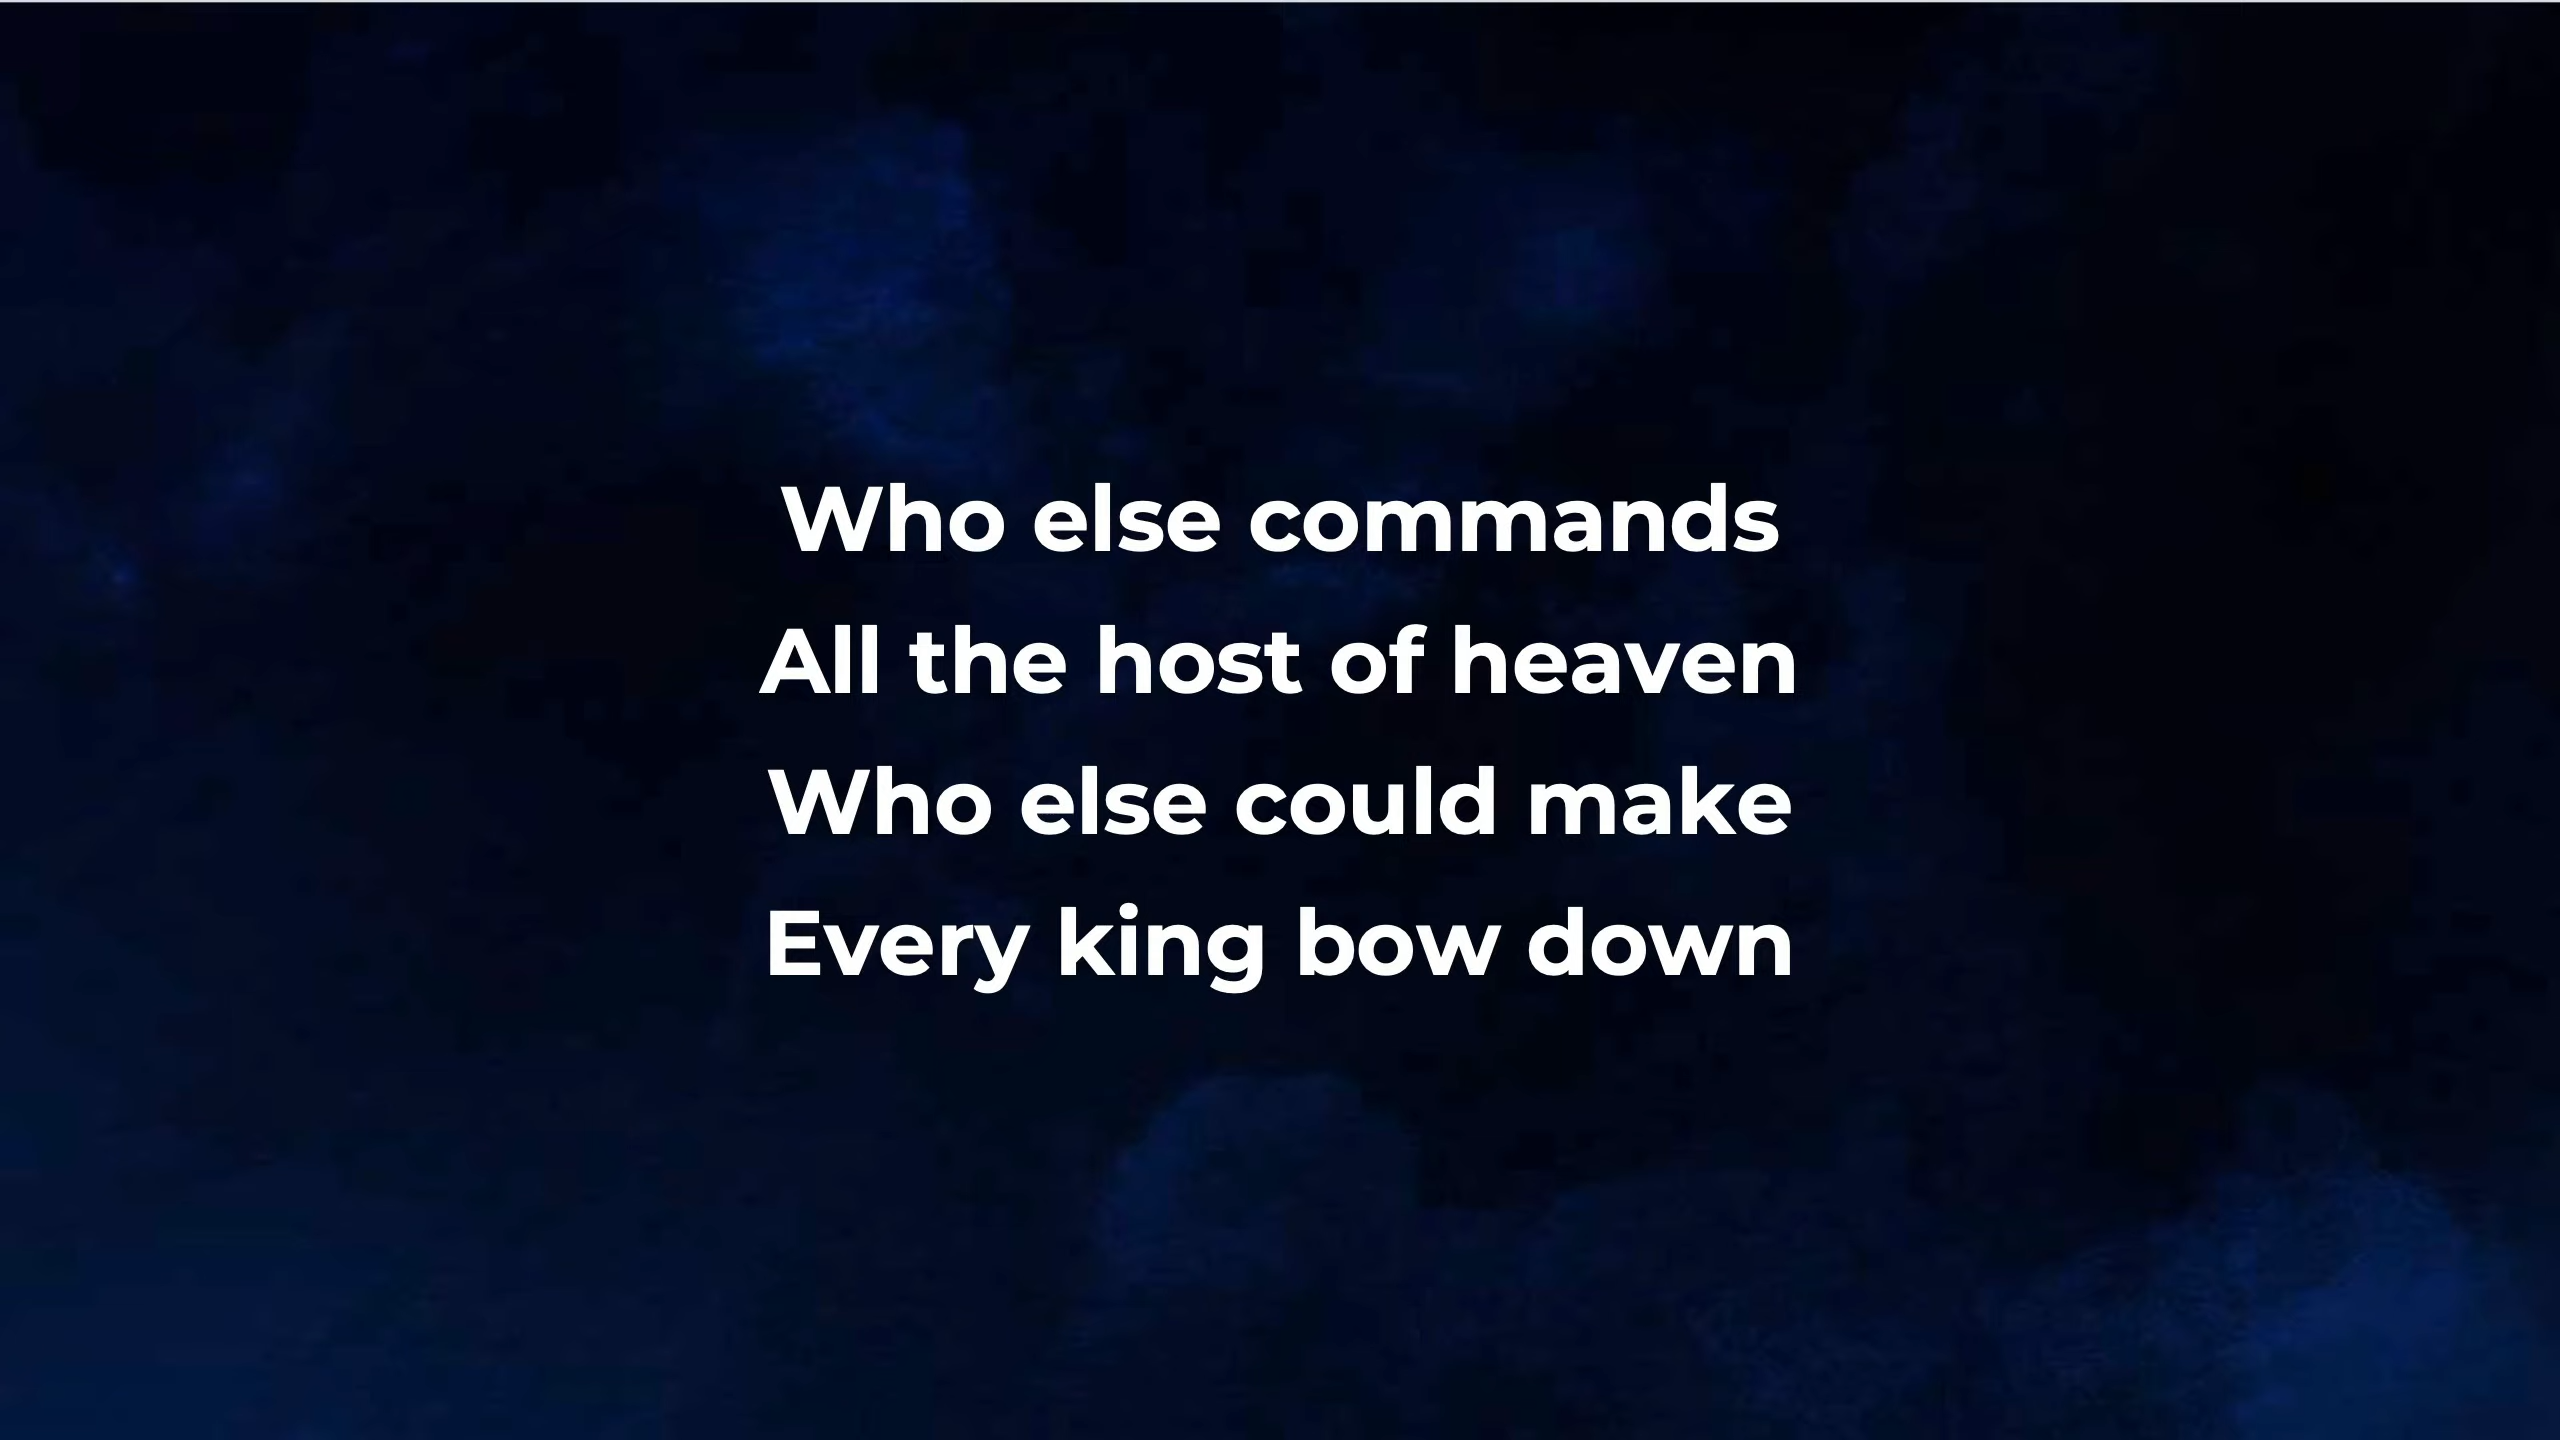 Who else commands
All the host of heaven
Who else could make
Every king bow down